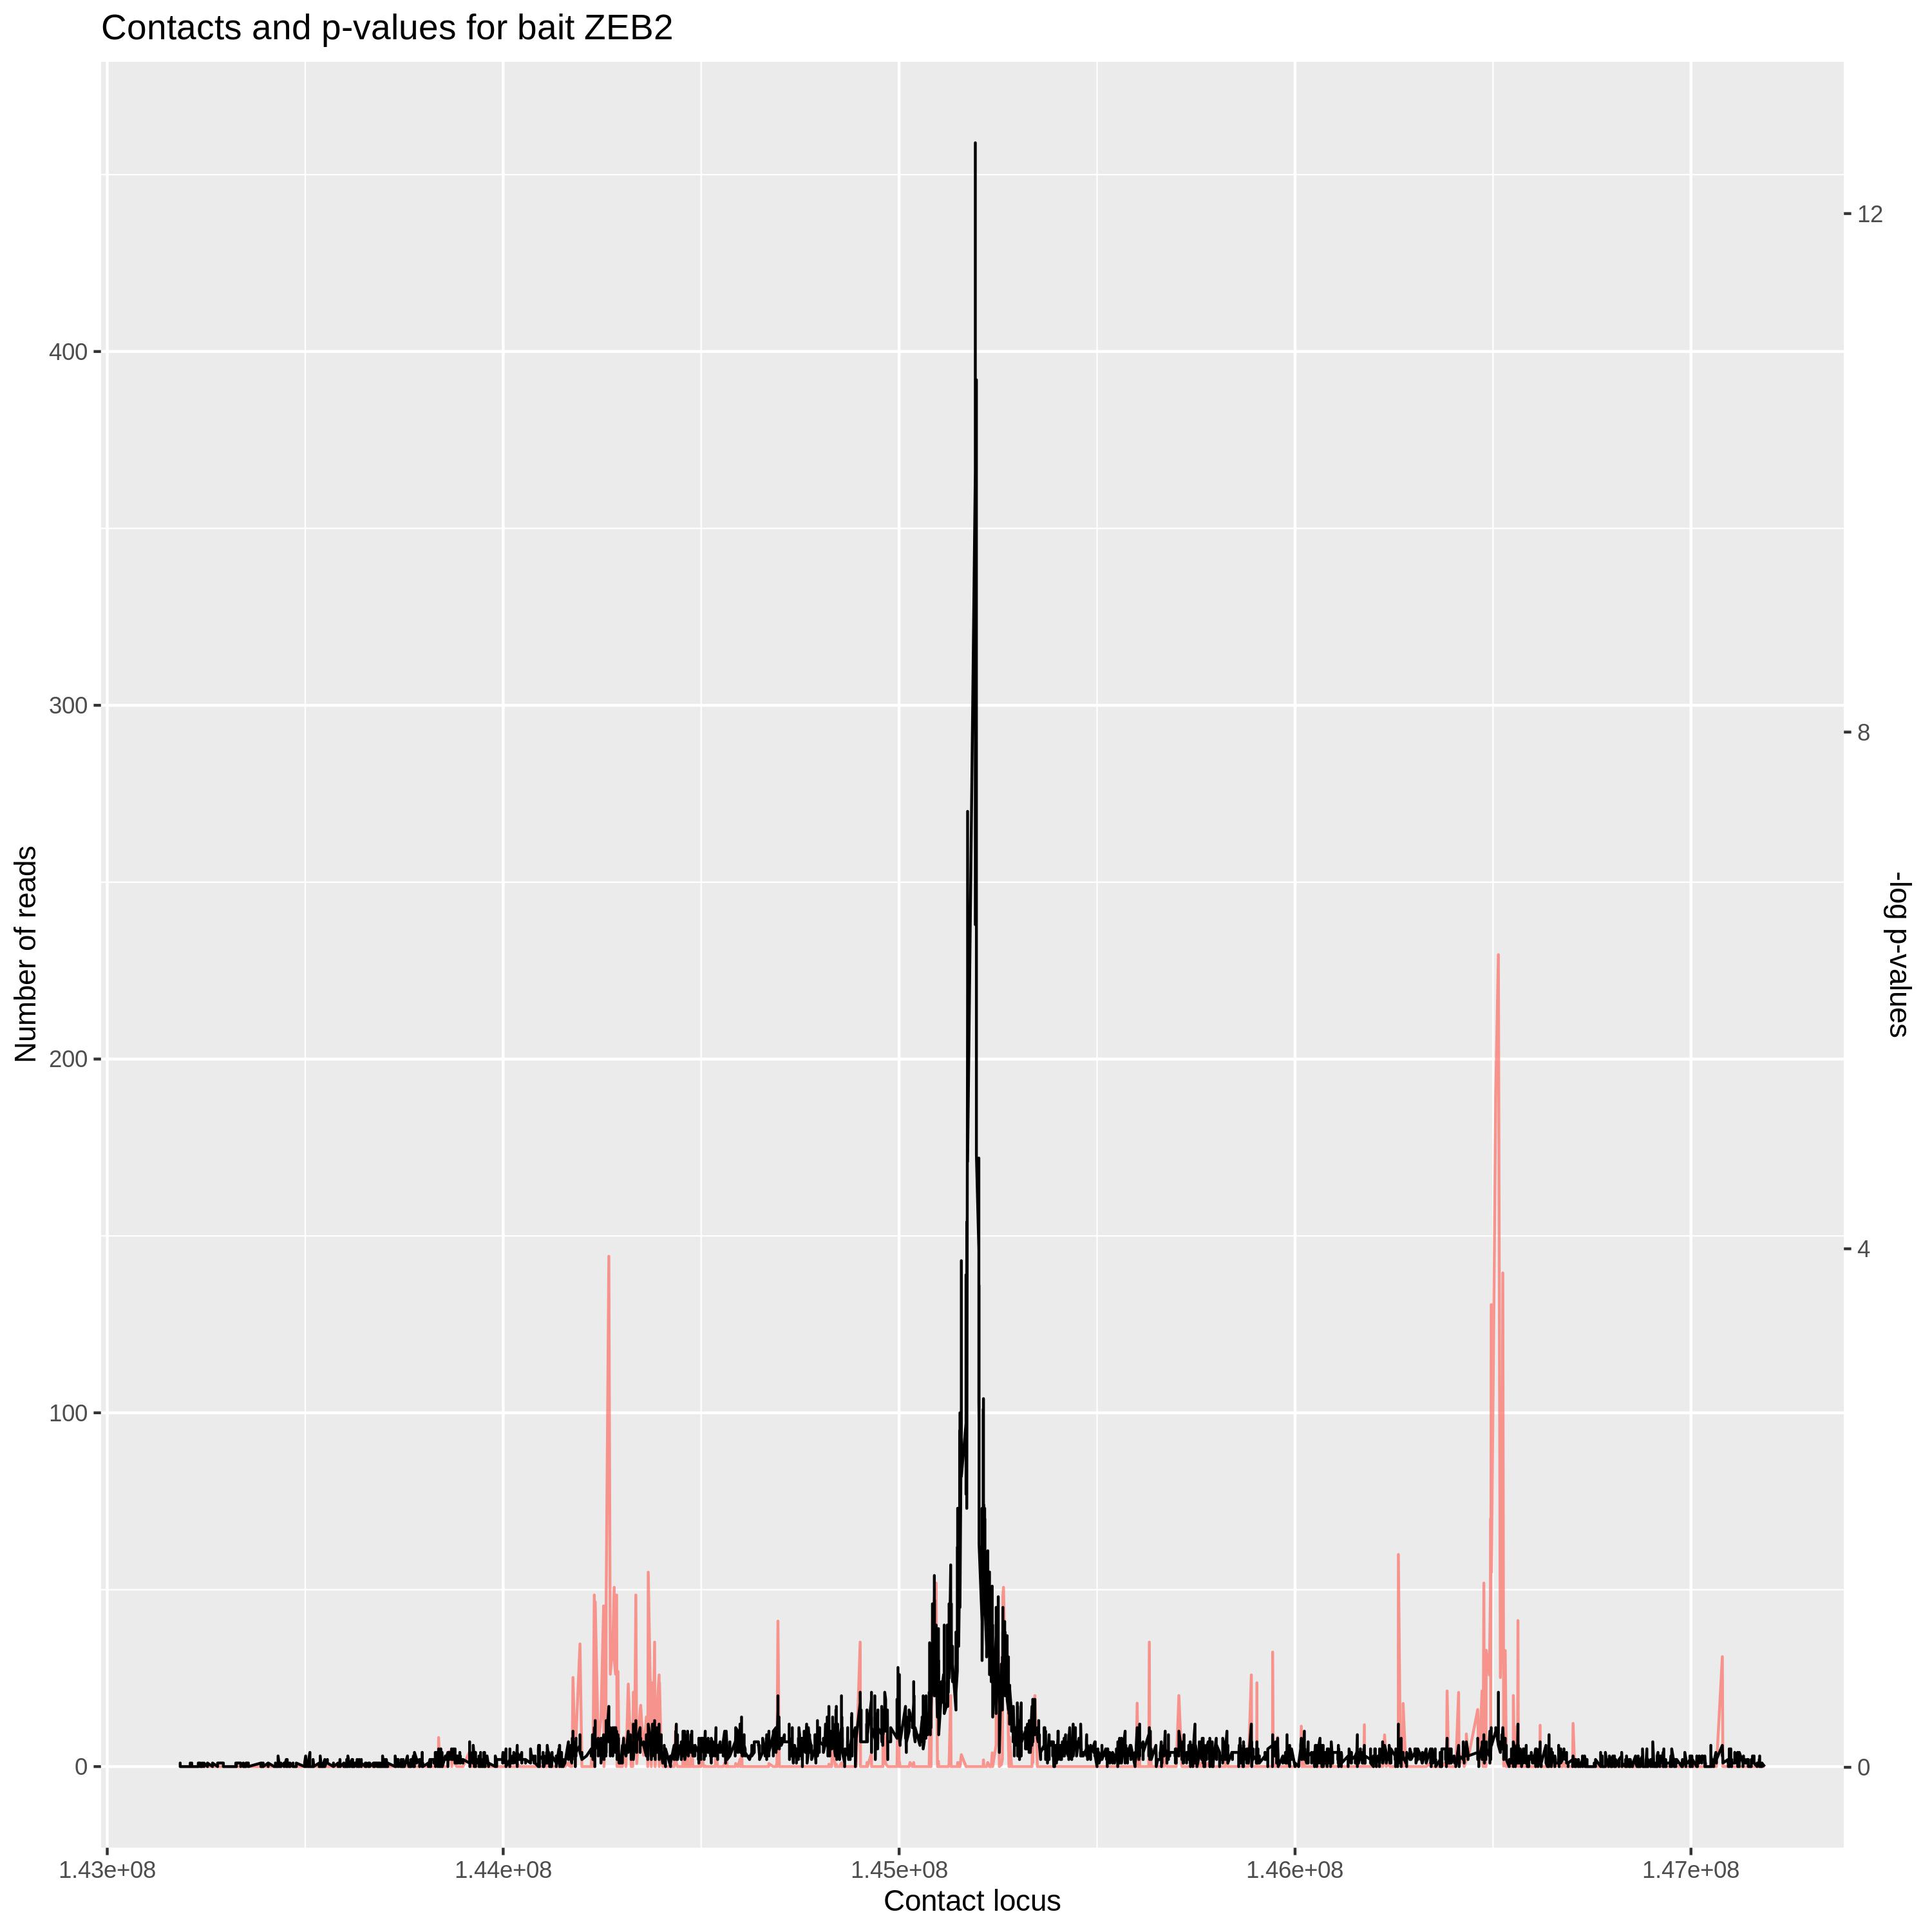 Contacts and p-values for bait ZEB2
12
400
300
8
Number of reads
-log p-values
200
4
100
0
0
1.43e+08 1.44e+08 1.45e+08 1.46e+08 1.47e+08
Contact locus